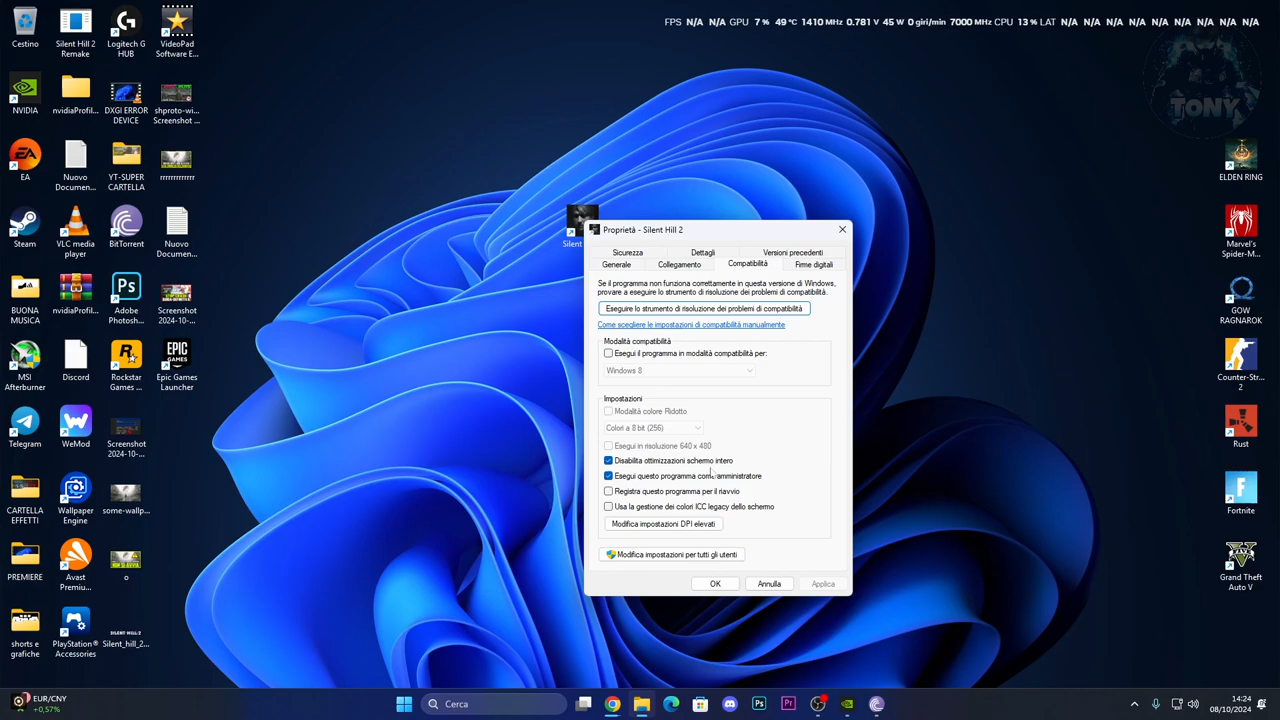 FPS N/A N/A GPU 7 % 49 °C 1410 MHz 0.781 V 45 W 0 giri/min 7000 MHz CPU 13 % LAT N/A N/A N/A N/A N/A N/A N/A N/A N/A
TONY
Cestino
Silent Hill 2
Remake
Logitech G
HUB
VideoPad
Software E...
NVIDIA
nvidiaProfil...
DXGI ERROR
DEVICE
shproto-wi...
Screenshot ...
EA
Nuovo
Documen...
YT-SUPER
CARTELLA
rrrrrrrrrrrrr
Steam
VLC media
player
BitTorrent
Nuovo
Documen...
BUONA
MUSICA
nvidiaProfil...
Adobe
Photosh...
Screenshot
2024-10-...
MSI
Afterburner
Discord
Rockstar
Games ...
Epic Games
Launcher
Telegram
WeMod
Screenshot
2024-10-...
CARTELLA
EFFETTI
Wallpaper
Engine
some-wallp...
PREMIERE
Avast
Premiu...
o
shorts e
grafiche
PlayStation®
Accessories
SILENT HILL: 2
Silent_hill_2...
ELDEN RING
Marvel's
Spider-M...
GOW
RAGNAROK
Counter-Str...
2
Rust
Fortnite
Grand Theft
Auto V
Silent
Proprietà - Silent Hill 2
Sicurezza Dettagli Versioni precedenti
Generale Collegamento Compatibilità Firme digitali
Se il programma non funziona correttamente in questa versione di Windows,
provare a eseguire lo strumento di risoluzione dei problemi di compatibilità.
Eseguire lo strumento di risoluzione dei problemi di compatibilità
Come scegliere le impostazioni di compatibilità manualmente
Modalità compatibilità
Esegui il programma in modalità compatibilità per:
Windows 8
Impostazioni
Modalità colore Ridotto
Colori a 8 bit (256)
Esegui in risoluzione 640 x 480
Disabilita ottimizzazioni schermo intero
Esegui questo programma come amministratore
Registra questo programma per il riavvio
Usa la gestione dei colori ICC legacy dello schermo
Modifica impostazioni DPI elevati
Modifica impostazioni per tutti gli utenti
OK Annulla Applica
EUR/CNY
+0,57%
Cerca
14:24
08/10/2024